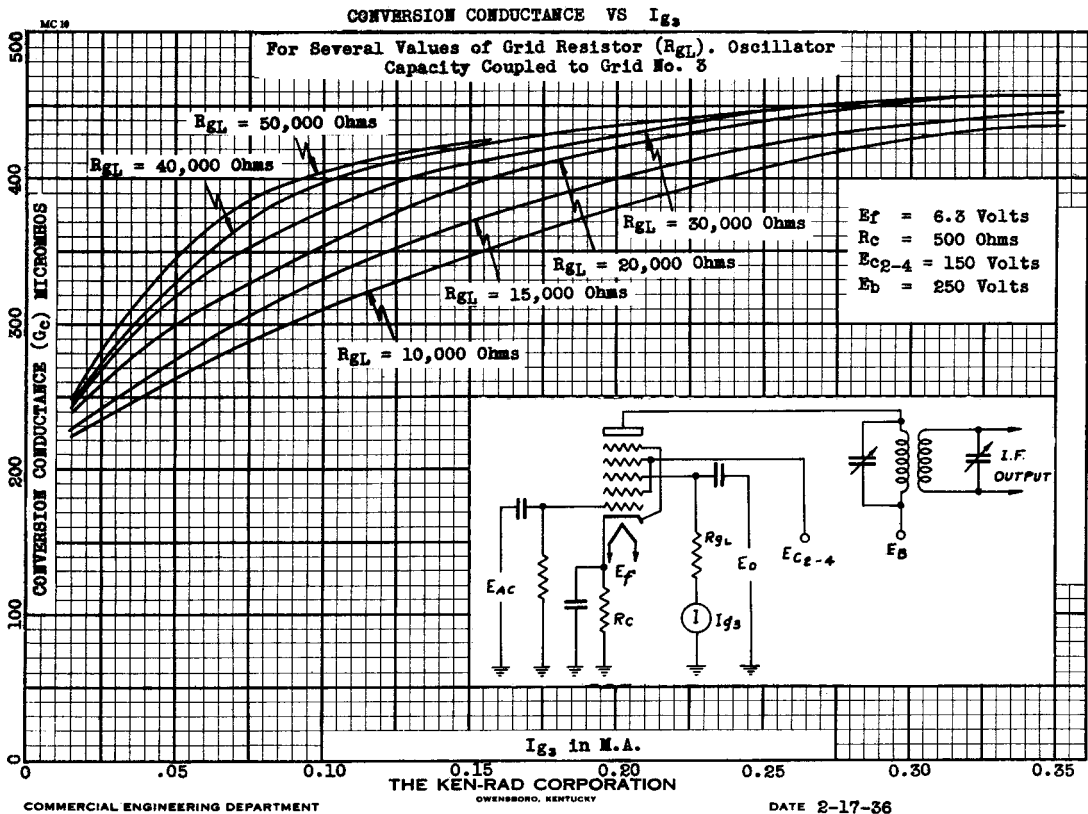 MC 10
CONVERSION CONDUCTANCE VS Ig3
For Several Values of Grid Resistor (RgL). Oscillator
Capacity Coupled to Grid No. 3
500
400
300
200
100
0
CONVERSION CONDUCTANCE (Gc) MICROMHOS
RgL = 50,000 Ohms
RgL = 40,000 Ohms
RgL = 30,000 Ohms
RgL = 20,000 Ohms
RgL = 15,000 Ohms
RgL = 10,000 Ohms
Ef = 6.3 Volts
Rc = 500 Ohms
Ec2-4 = 150 Volts
Eb = 250 Volts
I.F.
OUTPUT
EAC
Ef
RC
RgL
I
Ig3
EO
EC2-4
EB
Ig3 in M.A.
0 .05 0.10 0.15 0.20 0.25 0.30 0.35
THE KEN-RAD CORPORATION
OWENSBORO, KENTUCKY
COMMERCIAL ENGINEERING DEPARTMENT
DATE 2-17-36